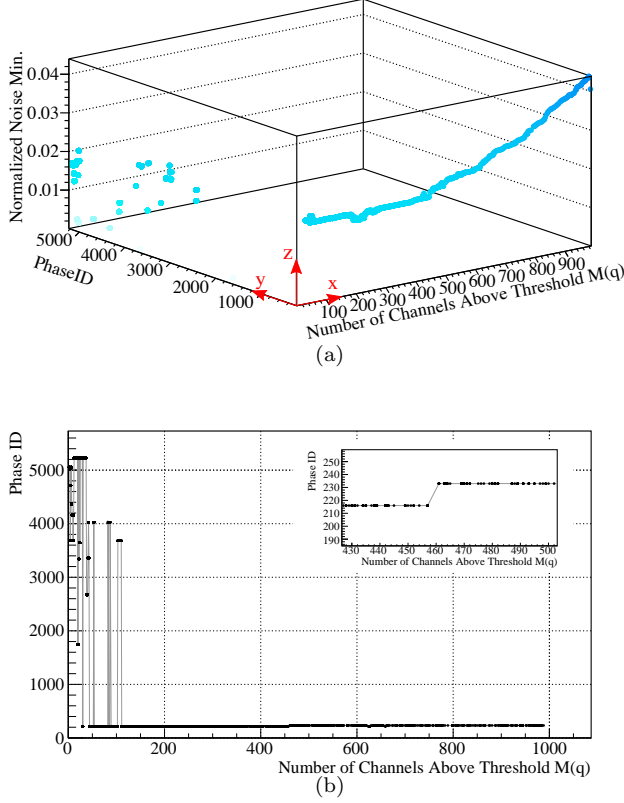 Normalized Noise Min.
0.04
0.03
0.02
0.01
5000
4000
3000
2000
1000
PhaseID
z
y
x
100 200 300 400 500 600 700 800 900
Number of Channels Above Threshold M(q)
(a)
Phase ID
5000
4000
3000
2000
1000
0
0 200 400 600 800 1000
Number of Channels Above Threshold M(q)
Phase ID
250
240
230
220
210
200
190
430 440 450 460 470 480 490 500
Number of Channels Above Threshold M(q)
(b)